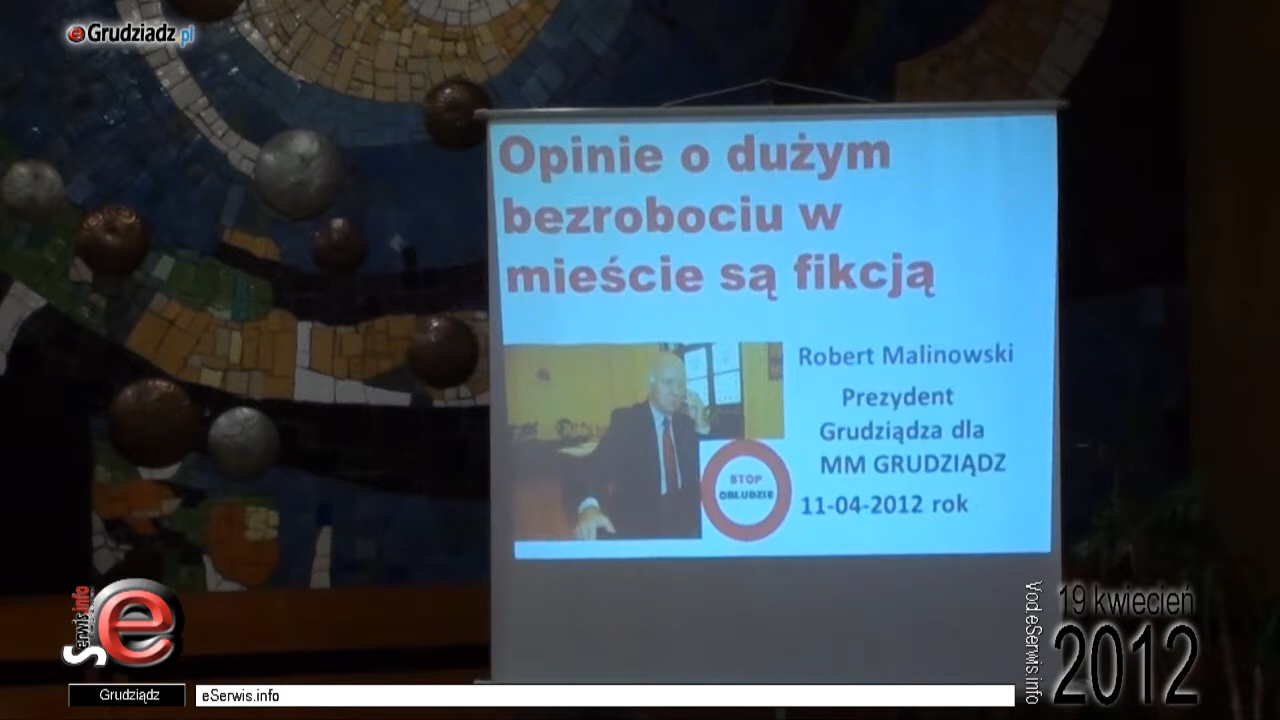 eGrudziadz.pl
Opinie o dużym
bezrobociu w
mieście są fikcją
Robert Malinowski
Prezydent
Grudziądza dla
MM GRUDZIĄDZ
11-04-2012 rok
STOP
OBŁUDZIE
Serwis.info
e
Vod.eSerwis.info
19 kwiecień
2012
Grudziądz
eSerwis.info